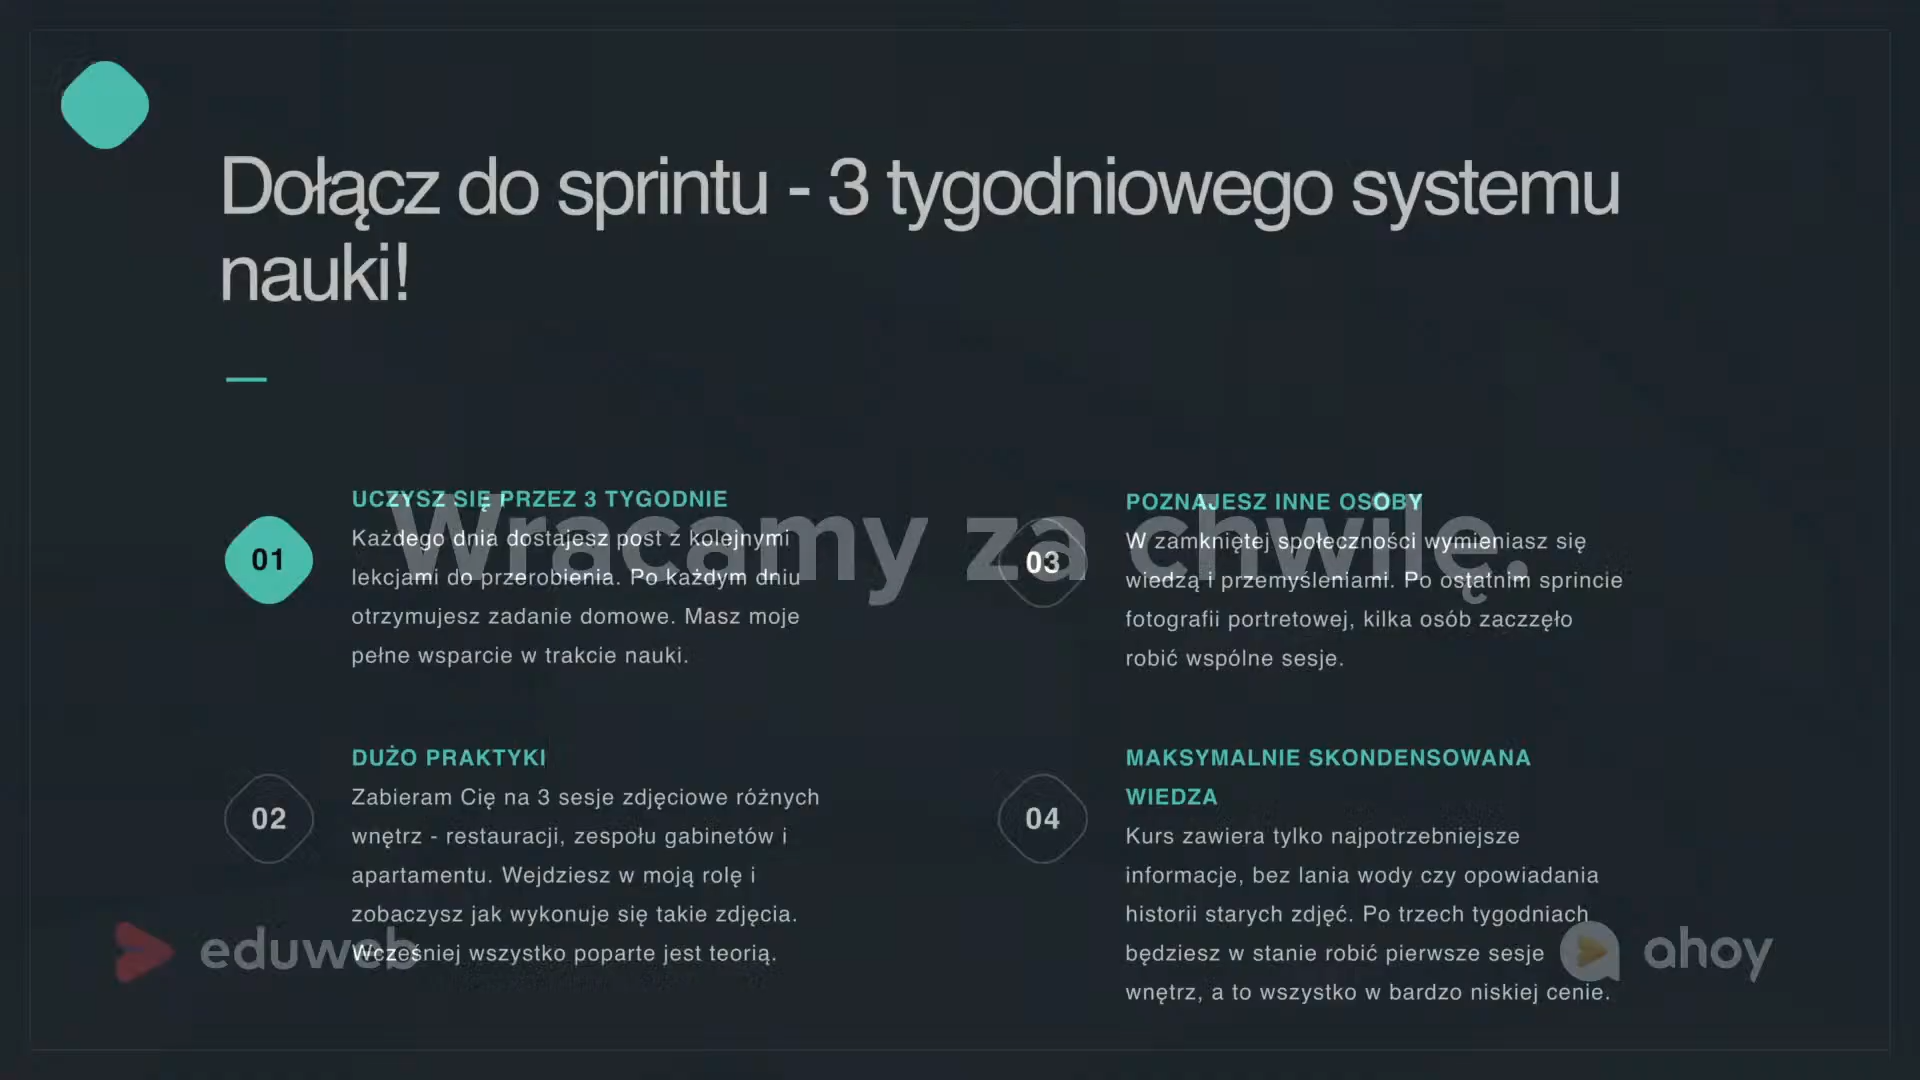 Dołącz do sprintu - 3 tygodniowego systemu
nauki!
01
UCZYSZ SIĘ PRZEZ 3 TYGODNIE
Każdego dnia dostajesz post z kolejnymi
lekcjami do przerobienia. Po każdym dniu
otrzymujesz zadanie domowe. Masz moje
pełne wsparcie w trakcie nauki.
02
DUŻO PRAKTYKI
Zabieram Cię na 3 sesje zdjęciowe różnych
wnętrz - restauracji, zespołu gabinetów i
apartamentu. Wejdziesz w moją rolę i
zobaczysz jak wykonuje się takie zdjęcia.
Wcześniej wszystko poparte jest teorią.
03
POZNAJESZ INNE OSOBY
W zamkniętej społeczności wymieniasz się
wiedzą i przemyśleniami. Po ostatnim sprincie
fotografii portretowej, kilka osób zaczzęło
robić wspólne sesje.
04
MAKSYMALNIE SKONDENSOWANA
WIEDZA
Kurs zawiera tylko najpotrzebniejsze
informacje, bez lania wody czy opowiadania
historii starych zdjęć. Po trzech tygodniach
będziesz w stanie robić pierwsze sesje
wnętrz, a to wszystko w bardzo niskiej cenie.
Wracamy za chwilę.
eduweb
ahoy